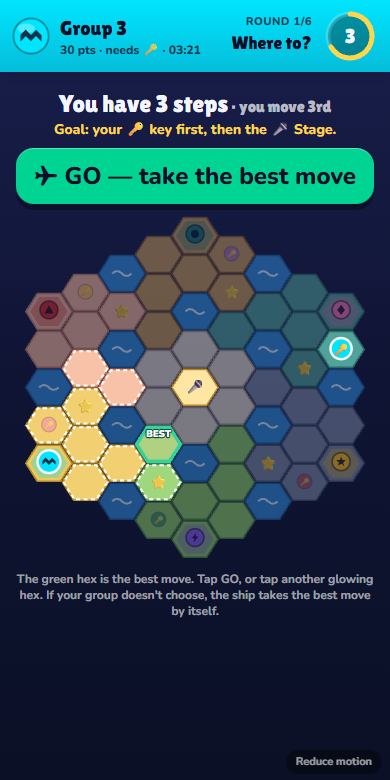 Group 3
30 pts · needs 🔑 · 03:21
ROUND 1/6
Where to?
3
You have 3 steps · you move 3rd
Goal: your 🔑 key first, then the 🎤 Stage.
✈ GO — take the best move
BEST
The green hex is the best move. Tap GO, or tap another glowing
hex. If your group doesn't choose, the ship takes the best move
by itself.
Reduce motion